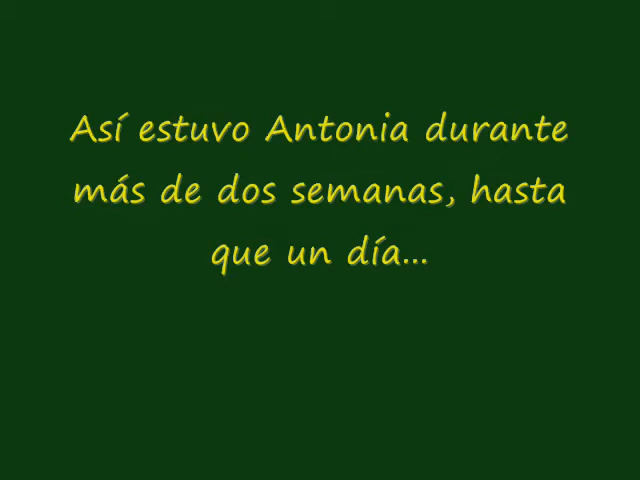 Así estuvo Antonia durante
más de dos semanas, hasta
que un día...